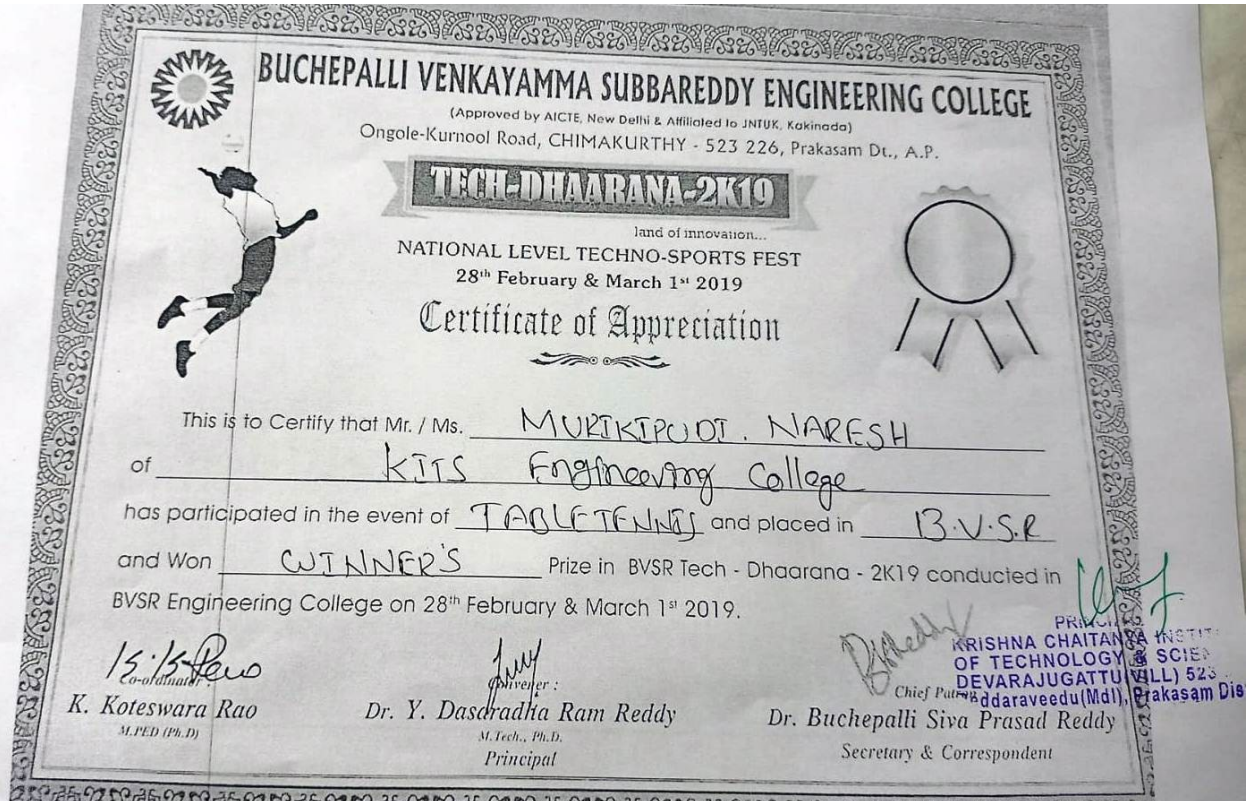 BUCHEPALLI VENKAYAMMA SUBBAREDDY ENGINEERING COLLEGE
(Approved by AICTE, New Delhi & Affiliated to JNTUK, Kakinada)
Ongole-Kurnool Road, CHIMAKURTHY - 523 226, Prakasam Dt., A.P.
TECH-DHAARANA-2K19
land of innovation...
NATIONAL LEVEL TECHNO-SPORTS FEST
28th February & March 1st 2019
Certificate of Appreciation
This is to Certify that Mr. / Ms. MURIKIPUDI. NARESH
of KITS Engineering College
has participated in the event of TABLE TENNIS and placed in B.V.S.R
and Won WINNER'S Prize in BVSR Tech - Dhaarana - 2K19 conducted in
BVSR Engineering College on 28th February & March 1st 2019.
Co-ordinator :
K. Koteswara Rao
M.PED (Ph.D)
Convener :
Dr. Y. Dasaradha Ram Reddy
M.Tech., Ph.D.
Principal
Chief Patron
Dr. Buchepalli Siva Prasad Reddy
Secretary & Correspondent
KRISHNA CHAITANYA INSTIT
OF TECHNOLOGY & SCIEN
DEVARAJUGATTU (VILL) 523
ddaraveedu(Mdl), Prakasam Dis